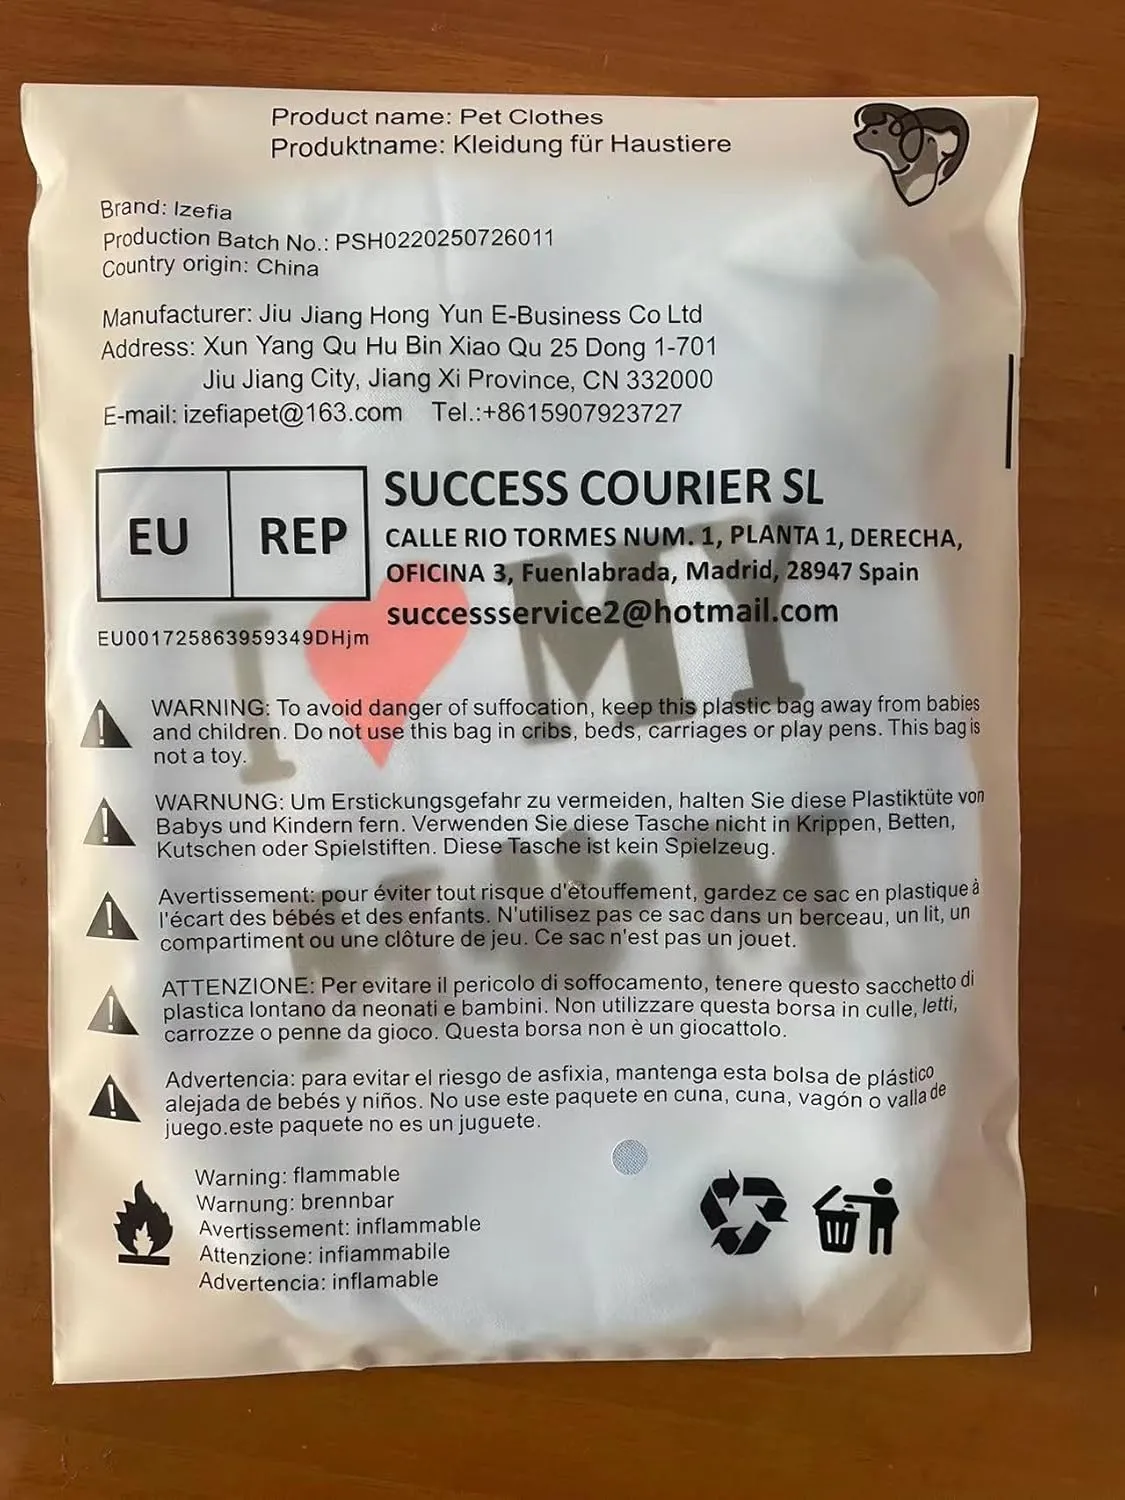 Product name: Pet Clothes
Produktname: Kleidung für Haustiere
Brand: Izefia
Production Batch No.: PSH0220250726011
Country origin: China
Manufacturer: Jiu Jiang Hong Yun E-Business Co Ltd
Address: Xun Yang Qu Hu Bin Xiao Qu 25 Dong 1-701
Jiu Jiang City, Jiang Xi Province, CN 332000
E-mail: izefiapet@163.com Tel.:+8615907923727
EU REP
SUCCESS COURIER SL
CALLE RIO TORMES NUM. 1, PLANTA 1, DERECHA,
OFICINA 3, Fuenlabrada, Madrid, 28947 Spain
successservice2@hotmail.com
EU001725863959349DHjm
I MY
MOM
WARNING: To avoid danger of suffocation, keep this plastic bag away from babies
and children. Do not use this bag in cribs, beds, carriages or play pens. This bag is
not a toy.
WARNUNG: Um Erstickungsgefahr zu vermeiden, halten Sie diese Plastiktüte von
Babys und Kindern fern. Verwenden Sie diese Tasche nicht in Krippen, Betten,
Kutschen oder Spielstiften. Diese Tasche ist kein Spielzeug.
Avertissement: pour éviter tout risque d'étouffement, gardez ce sac en plastique à
l'écart des bébés et des enfants. N'utilisez pas ce sac dans un berceau, un lit, un
compartiment ou une clôture de jeu. Ce sac n'est pas un jouet.
ATTENZIONE: Per evitare il pericolo di soffocamento, tenere questo sacchetto di
plastica lontano da neonati e bambini. Non utilizzare questa borsa in culle, letti,
carrozze o penne da gioco. Questa borsa non è un giocattolo.
Advertencia: para evitar el riesgo de asfixia, mantenga esta bolsa de plástico
alejada de bebés y niños. No use este paquete en cuna, cuna, vagón o valla de
juego.este paquete no es un juguete.
Warning: flammable
Warnung: brennbar
Avertissement: inflammable
Attenzione: infiammabile
Advertencia: inflamable